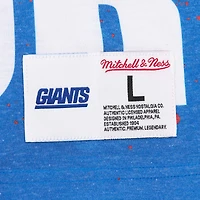 GIANTS
Mitchell & Ness
L
MITCHELL & NESS NOSTALGIA CO.
AUTHENTIC LICENSED APPAREL
DESIGNED IN PHILADELPHIA, PA
ESTABLISHED 1904
AUTHENTIC. PREMIUM. LEGENDARY.